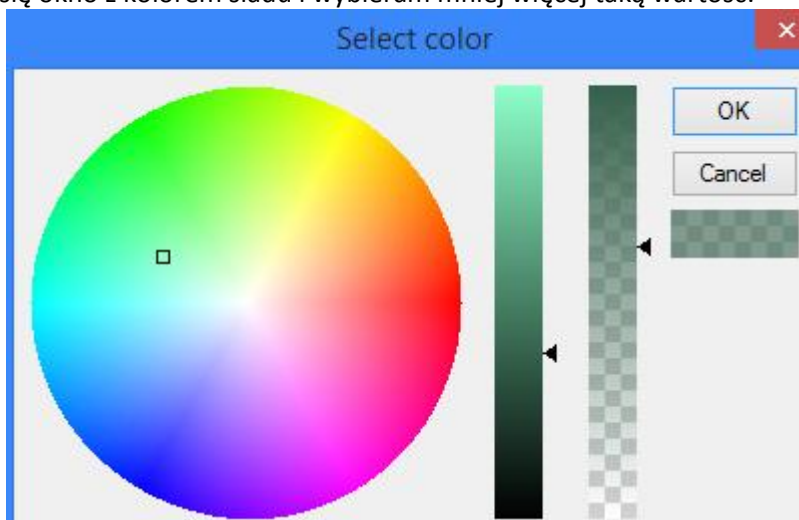 się okno z kolorem śladu i wybieram mniej więcej taką wartość.
Select color
OK
Cancel